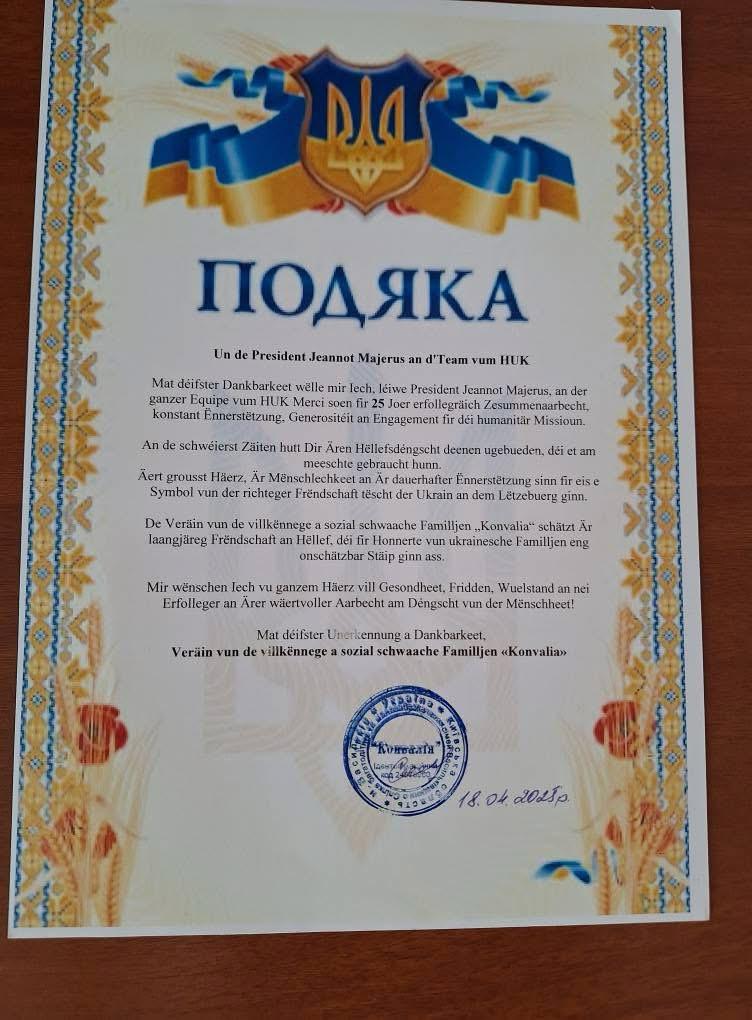 ПОДЯКА
Un de President Jeannot Majerus an d'Team vum HUK
Mat déifster Dankbarkeet wëlle mir Iech, léiwe President Jeannot Majerus, an der
ganzer Equipe vum HUK Merci soen fir 25 Joer erfollegräich Zesummenaarbecht,
konstant Ënnerstëtzung, Generositéit an Engagement fir déi humanitär Missioun.
An de schwéierst Zäiten hutt Dir Ären Hëllefsdéngscht deenen ugebueden, déi et am
meeschte gebraucht hunn.
Äert grousst Häerz, Är Mënschlechkeet an Är dauerhafter Ënnerstëtzung sinn fir eis e
Symbol vun der richteger Frëndschaft tëscht der Ukrain an dem Lëtzebuerg ginn.
De Veräin vun de villkënnege a sozial schwaache Familljen „Konvalia“ schätzt Är
laangjäreg Frëndschaft an Hëllef, déi fir Honnerte vun ukrainesche Familljen eng
onschätzbar Stäip ginn ass.
Mir wënschen Iech vu ganzem Häerz vill Gesondheet, Fridden, Wuelstand an nei
Erfolleger an Ärer wäertvoller Aarbecht am Déngscht vun der Mënschheet!
Mat déifster Unerkennung a Dankbarkeet,
Veräin vun de villkënnege a sozial schwaache Familljen «Konvalia»
Україна * Київська область
"Конвалія"
код
18.04.2025р.